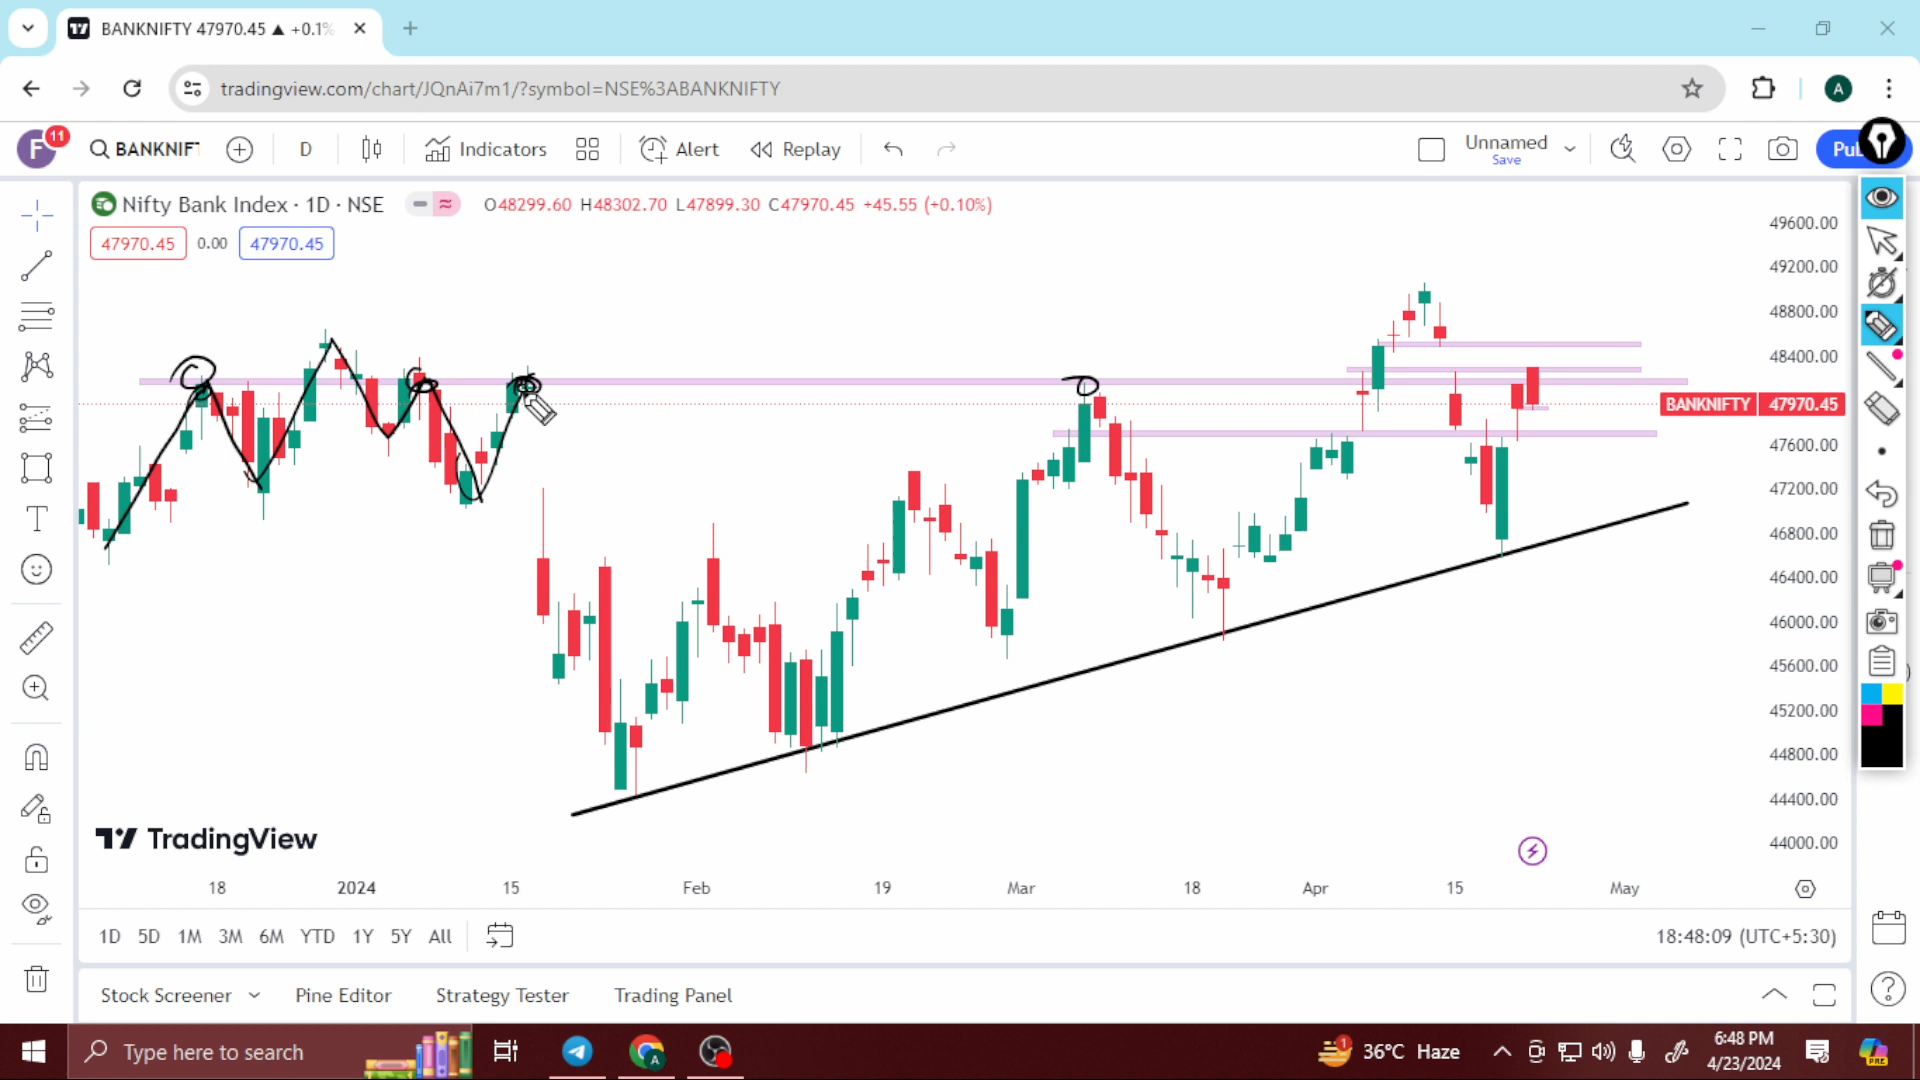 BANKNIFTY 47970.45 ▲ +0.1%
tradingview.com/chart/JQnAi7m1/?symbol=NSE%3ABANKNIFTY
A
F 11
BANKNIF
D
Indicators
Alert
Replay
Unnamed
Save
Nifty Bank Index · 1D · NSE
O48299.60 H48302.70 L47899.30 C47970.45 +45.55 (+0.10%)
47970.45 0.00 47970.45
49600.00
49200.00
48800.00
48400.00
BANKNIFTY 47970.45
47600.00
47200.00
46800.00
46400.00
46000.00
45600.00
45200.00
44800.00
44400.00
44000.00
TradingView
18 2024 15 Feb 19 Mar 18 Apr 15 May
1D 5D 1M 3M 6M YTD 1Y 5Y All
18:48:09 (UTC+5:30)
Stock Screener Pine Editor Strategy Tester Trading Panel
Type here to search
36°C Haze
6:48 PM
4/23/2024
PRE